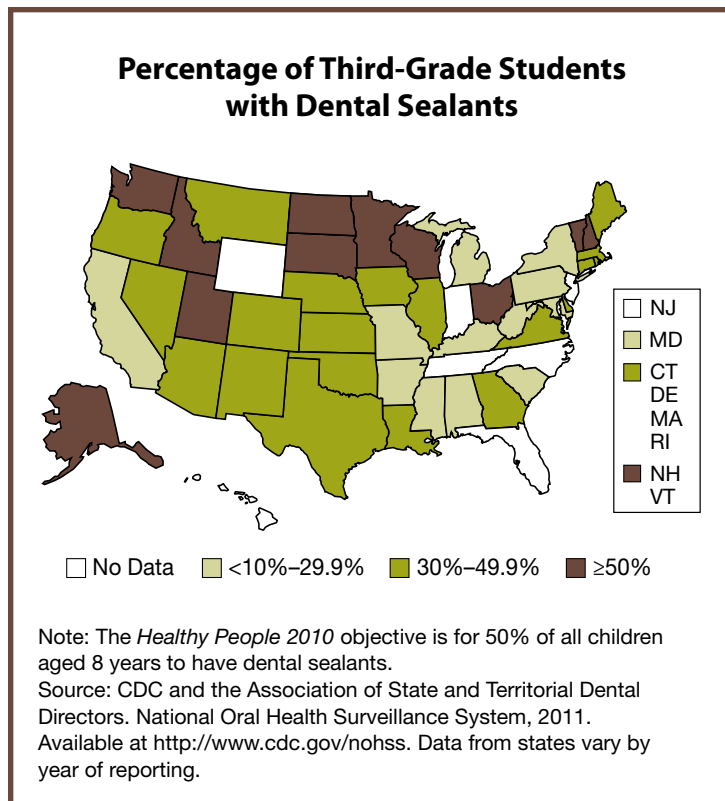 Percentage of Third-Grade Students
with Dental Sealants
NJ
MD
CT
DE
MA
RI
NH
VT
No Data
<10%–29.9%
30%–49.9%
≥50%
Note: The Healthy People 2010 objective is for 50% of all children
aged 8 years to have dental sealants.
Source: CDC and the Association of State and Territorial Dental
Directors. National Oral Health Surveillance System, 2011.
Available at http://www.cdc.gov/nohss. Data from states vary by
year of reporting.